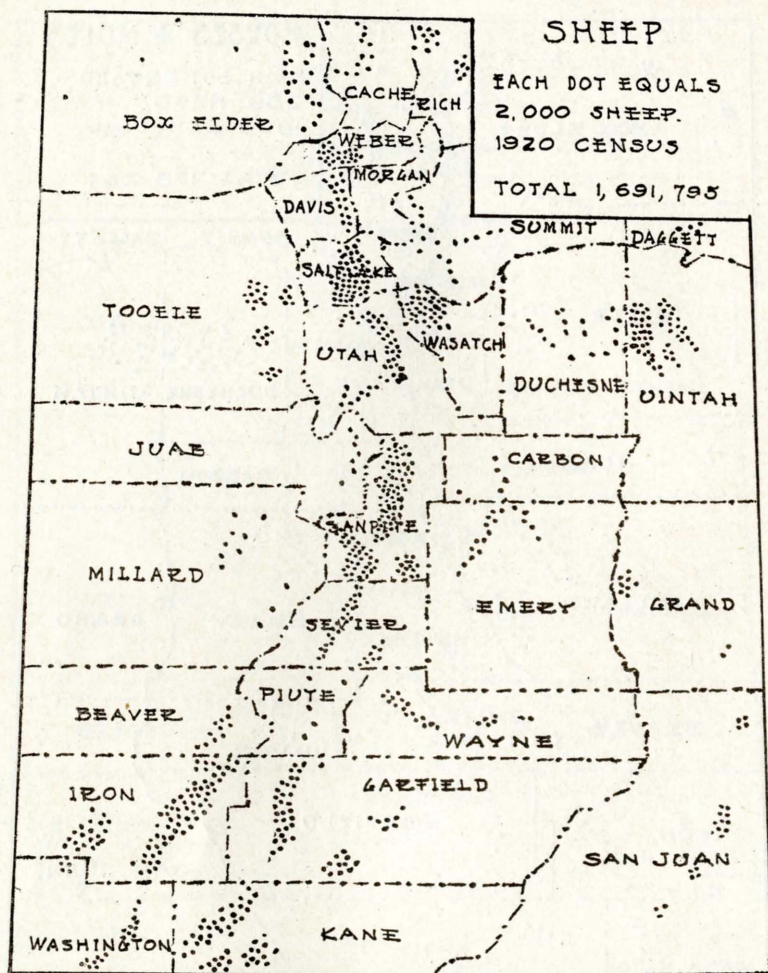 SHEEP
EACH DOT EQUALS
2,000 SHEEP.
1920 CENSUS
TOTAL 1,691,795
BOX ELDER
CACHE
RICH
WEBER
MORGAN
DAVIS
SUMMIT
DAGGETT
SALT LAKE
TOOELE
UTAH
WASATCH
DUCHESNE
UINTAH
JUAB
CARBON
SANPETE
MILLARD
EMERY
GRAND
SEVIER
PIUTE
BEAVER
WAYNE
IRON
GARFIELD
SAN JUAN
WASHINGTON
KANE